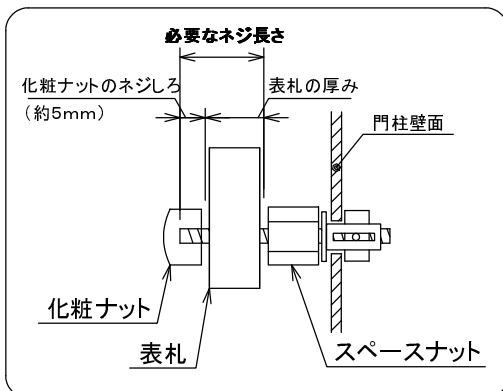 必要なネジ長さ
化粧ナットのネジしろ
(約5mm)
表札の厚み
門柱壁面
化粧ナット
表札
スペースナット